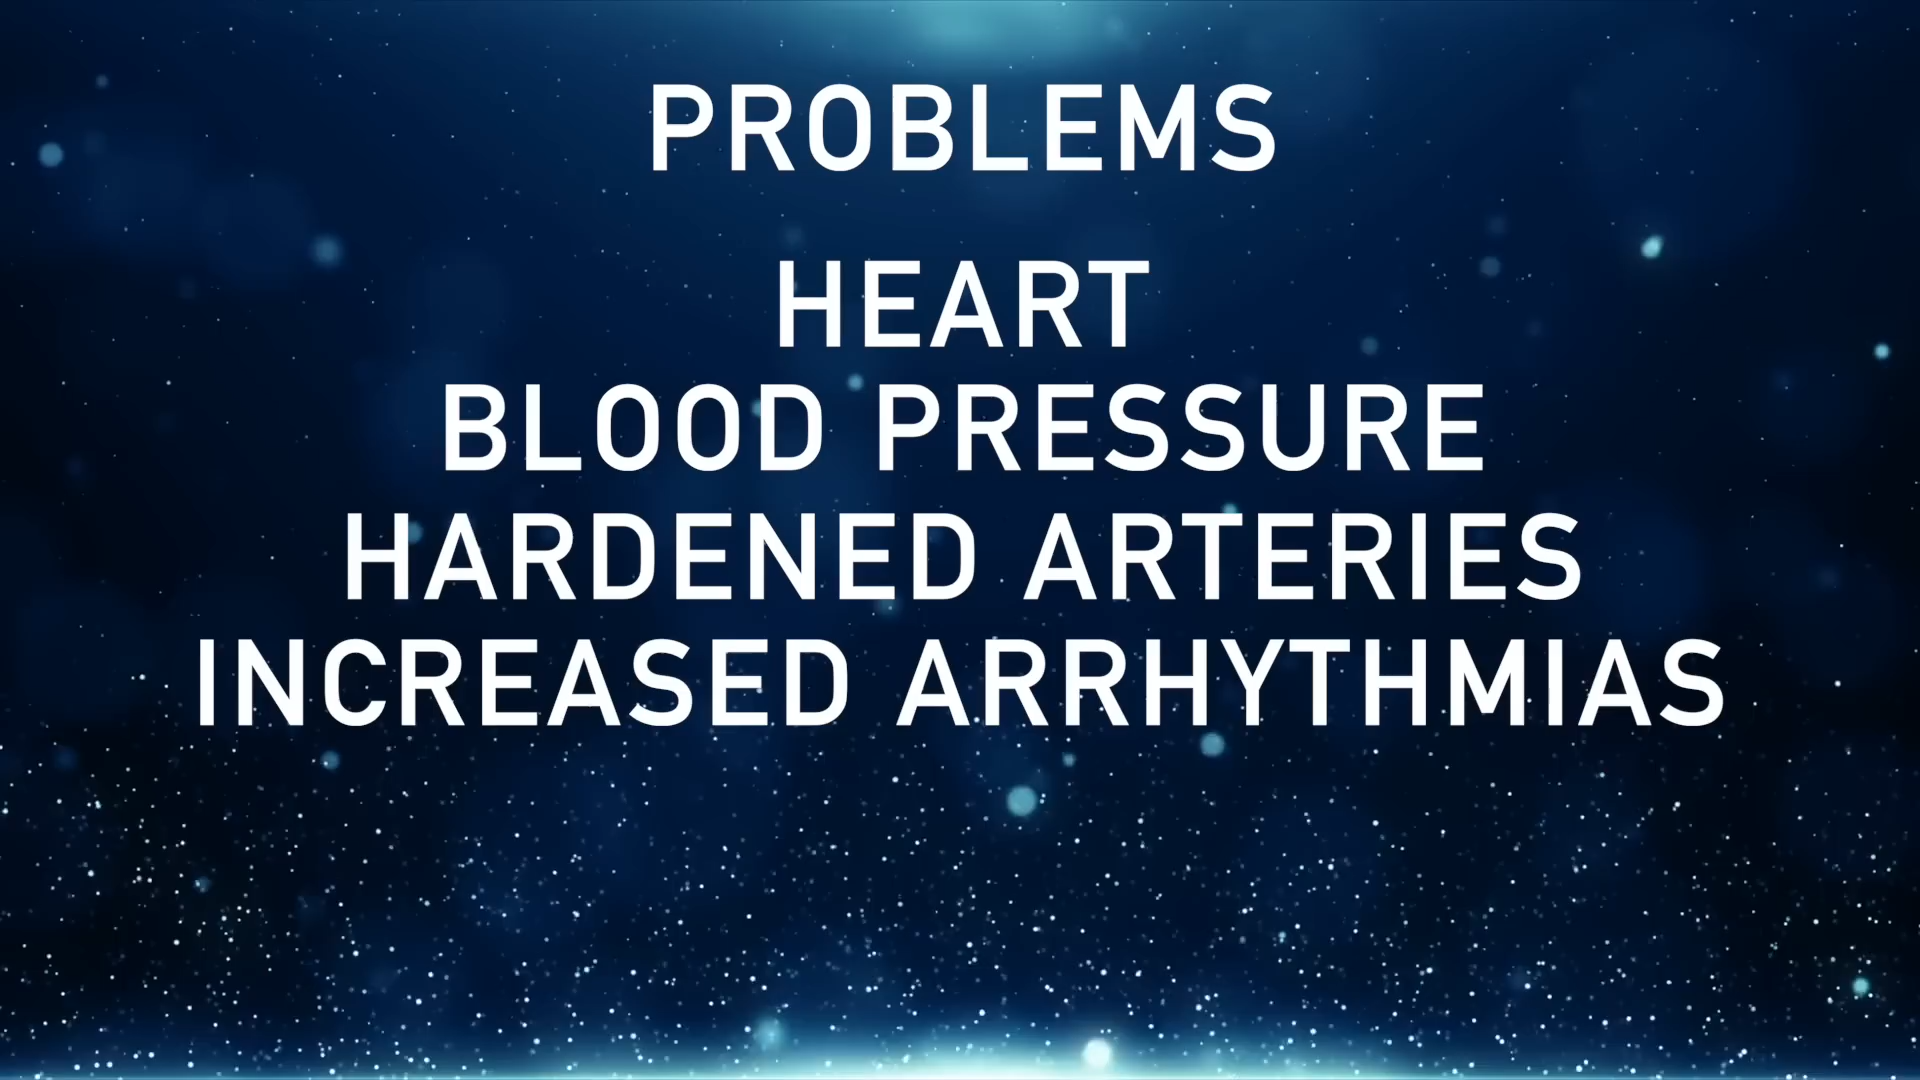 PROBLEMS
HEART
BLOOD PRESSURE
HARDENED ARTERIES
INCREASED ARRHYTHMIAS